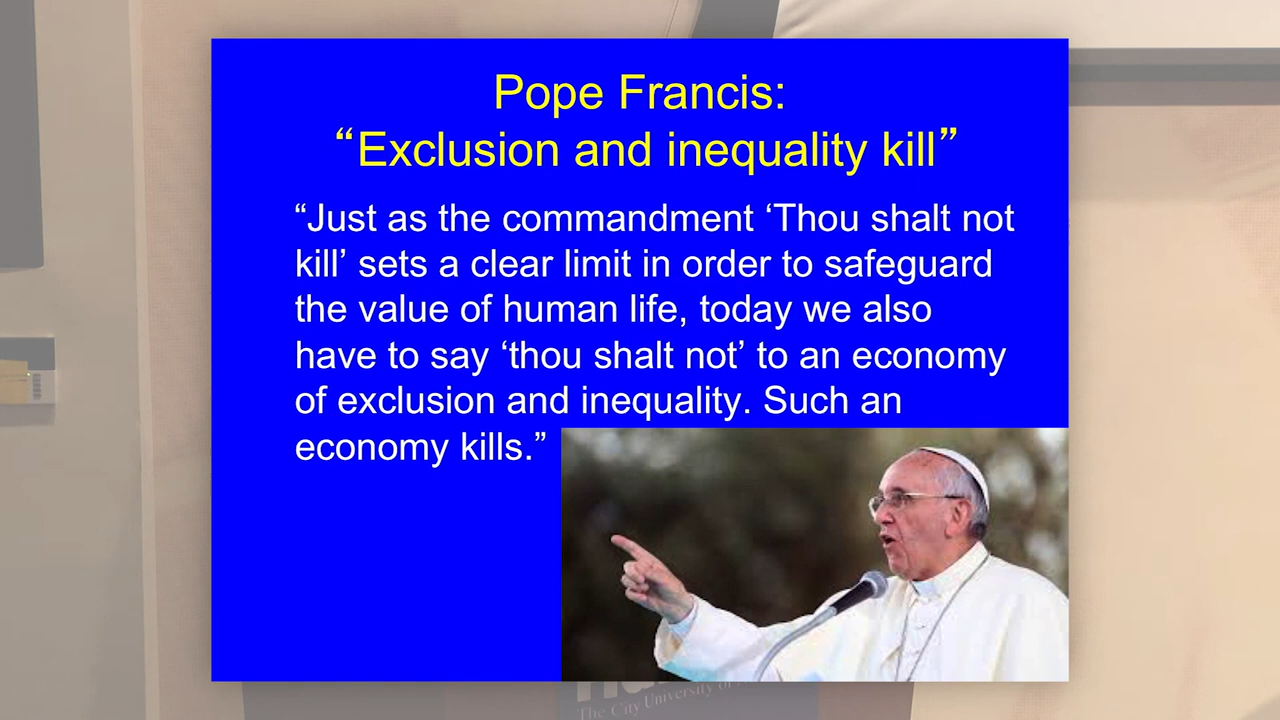 Pope Francis:
“Exclusion and inequality kill”
“Just as the commandment ‘Thou shalt not
kill’ sets a clear limit in order to safeguard
the value of human life, today we also
have to say ‘thou shalt not’ to an economy
of exclusion and inequality. Such an
economy kills.”
The City University of